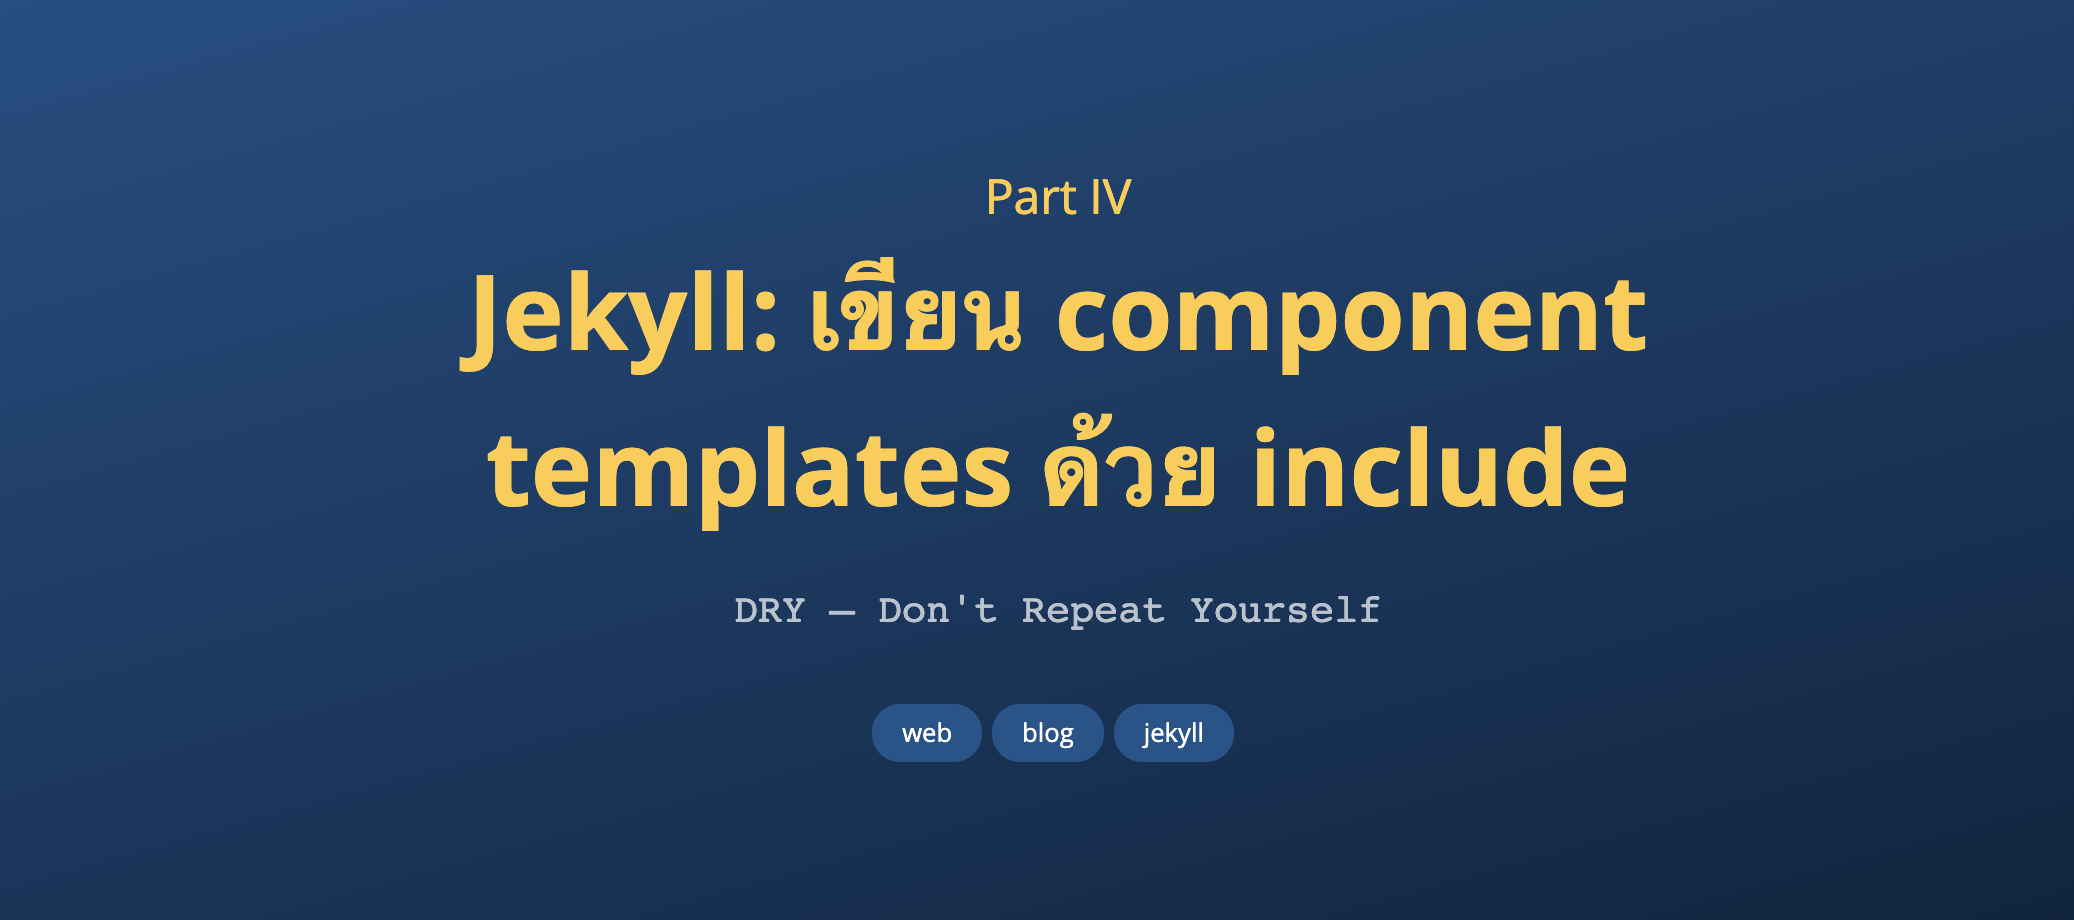 Part IV
Jekyll: เขียน component
templates ด้วย include
DRY — Don't Repeat Yourself
web blog jekyll